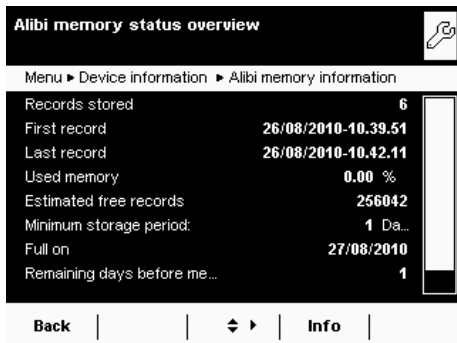 Alibi memory status overview
Menu ▸ Device information ▸ Alibi memory information
Records stored 6
First record 26/08/2010-10.39.51
Last record 26/08/2010-10.42.11
Used memory 0.00 %
Estimated free records 256042
Minimum storage period: 1 Da...
Full on 27/08/2010
Remaining days before me... 1
Back Info